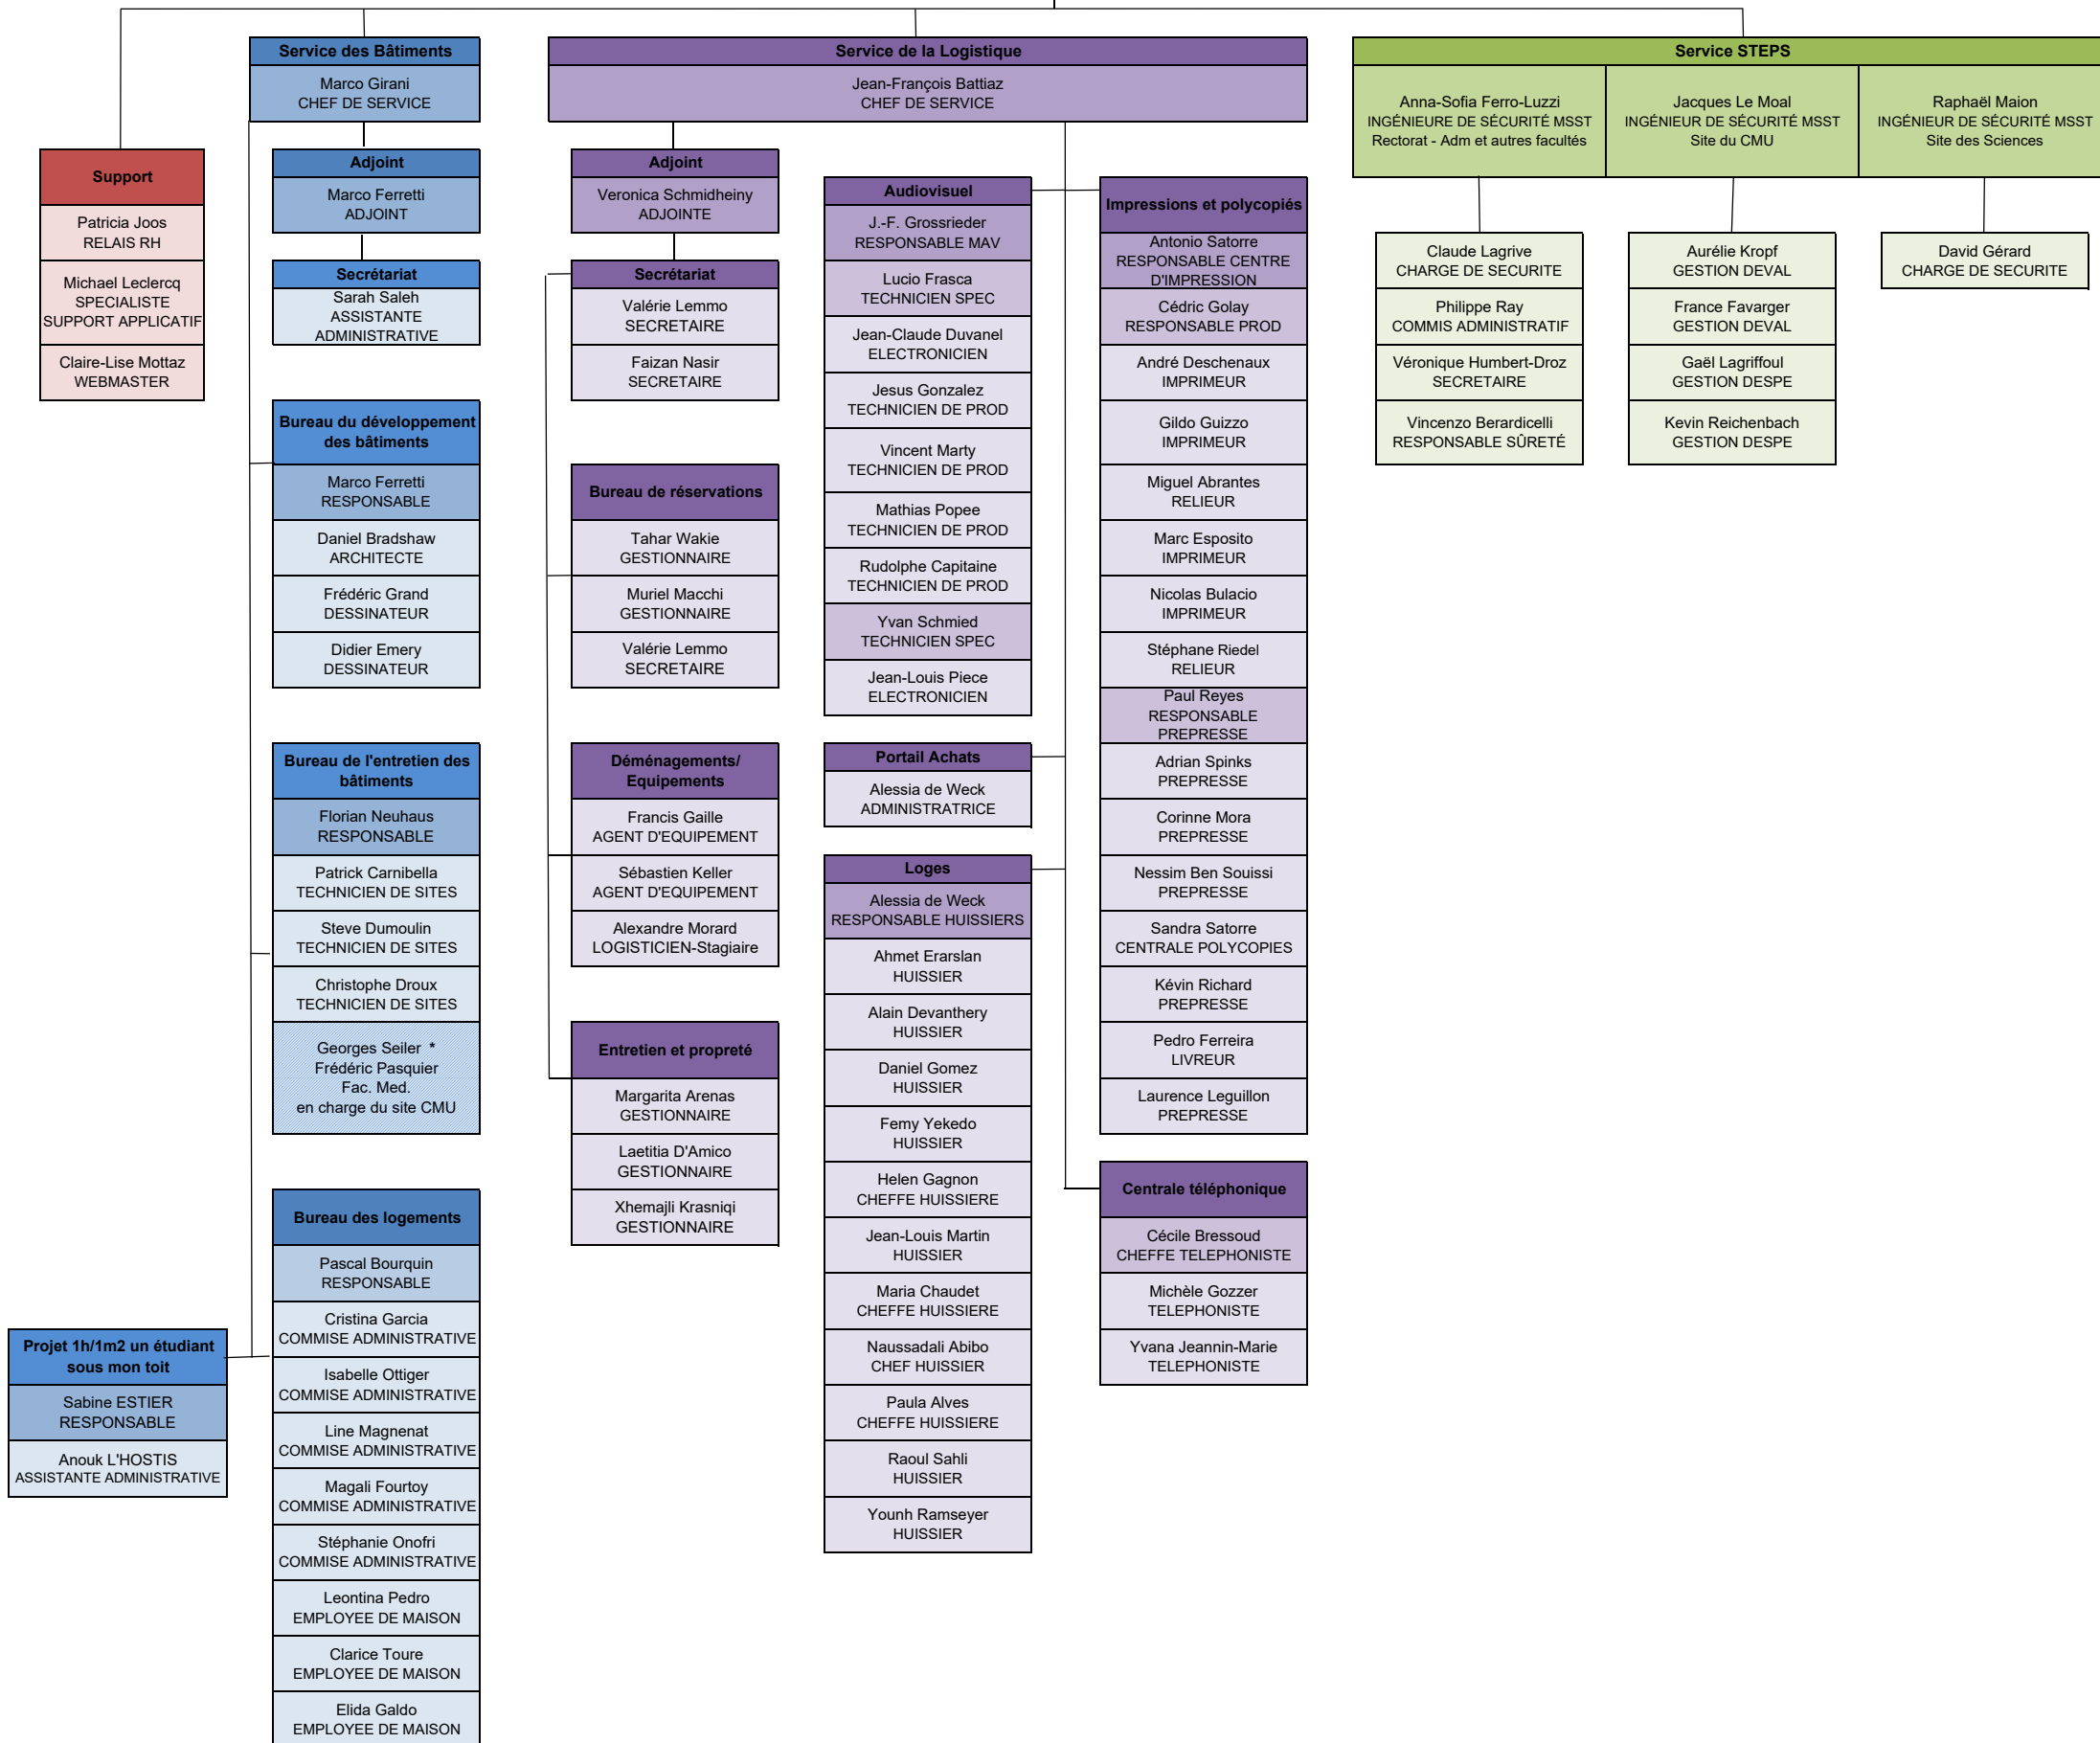 Service des Bâtiments
Marco Girani
CHEF DE SERVICE
Service de la Logistique
Jean-François Battiaz
CHEF DE SERVICE
Service STEPS
Anna-Sofia Ferro-Luzzi
INGÉNIEURE DE SÉCURITÉ MSST
Rectorat - Adm et autres facultés
Jacques Le Moal
INGÉNIEUR DE SÉCURITÉ MSST
Site du CMU
Raphaël Maion
INGÉNIEUR DE SÉCURITÉ MSST
Site des Sciences
Support
Patricia Joos
RELAIS RH
Michael Leclercq
SPECIALISTE
SUPPORT APPLICATIF
Claire-Lise Mottaz
WEBMASTER
Adjoint
Marco Ferretti
ADJOINT
Secrétariat
Sarah Saleh
ASSISTANTE
ADMINISTRATIVE
Bureau du développement
des bâtiments
Marco Ferretti
RESPONSABLE
Daniel Bradshaw
ARCHITECTE
Frédéric Grand
DESSINATEUR
Didier Emery
DESSINATEUR
Bureau de l'entretien des
bâtiments
Florian Neuhaus
RESPONSABLE
Patrick Carnibella
TECHNICIEN DE SITES
Steve Dumoulin
TECHNICIEN DE SITES
Christophe Droux
TECHNICIEN DE SITES
Georges Seiler *
Frédéric Pasquier
Fac. Med.
en charge du site CMU
Bureau des logements
Pascal Bourquin
RESPONSABLE
Cristina Garcia
COMMISE ADMINISTRATIVE
Isabelle Ottiger
COMMISE ADMINISTRATIVE
Line Magnenat
COMMISE ADMINISTRATIVE
Magali Fourtoy
COMMISE ADMINISTRATIVE
Stéphanie Onofri
COMMISE ADMINISTRATIVE
Leontina Pedro
EMPLOYEE DE MAISON
Clarice Toure
EMPLOYEE DE MAISON
Elida Galdo
EMPLOYEE DE MAISON
Projet 1h/1m2 un étudiant
sous mon toit
Sabine ESTIER
RESPONSABLE
Anouk L'HOSTIS
ASSISTANTE ADMINISTRATIVE
Adjoint
Veronica Schmidheiny
ADJOINTE
Secrétariat
Valérie Lemmo
SECRETAIRE
Faizan Nasir
SECRETAIRE
Bureau de réservations
Tahar Wakie
GESTIONNAIRE
Muriel Macchi
GESTIONNAIRE
Valérie Lemmo
SECRETAIRE
Déménagements/
Equipements
Francis Gaille
AGENT D'EQUIPEMENT
Sébastien Keller
AGENT D'EQUIPEMENT
Alexandre Morard
LOGISTICIEN-Stagiaire
Entretien et propreté
Margarita Arenas
GESTIONNAIRE
Laetitia D'Amico
GESTIONNAIRE
Xhemajli Krasniqi
GESTIONNAIRE
Audiovisuel
J.-F. Grossrieder
RESPONSABLE MAV
Lucio Frasca
TECHNICIEN SPEC
Jean-Claude Duvanel
ELECTRONICIEN
Jesus Gonzalez
TECHNICIEN DE PROD
Vincent Marty
TECHNICIEN DE PROD
Mathias Popee
TECHNICIEN DE PROD
Rudolphe Capitaine
TECHNICIEN DE PROD
Yvan Schmied
TECHNICIEN SPEC
Jean-Louis Piece
ELECTRONICIEN
Portail Achats
Alessia de Weck
ADMINISTRATRICE
Loges
Alessia de Weck
RESPONSABLE HUISSIERS
Ahmet Erarslan
HUISSIER
Alain Devanthery
HUISSIER
Daniel Gomez
HUISSIER
Femy Yekedo
HUISSIER
Helen Gagnon
CHEFFE HUISSIERE
Jean-Louis Martin
HUISSIER
Maria Chaudet
CHEFFE HUISSIERE
Naussadali Abibo
CHEF HUISSIER
Paula Alves
CHEFFE HUISSIERE
Raoul Sahli
HUISSIER
Younh Ramseyer
HUISSIER
Impressions et polycopiés
Antonio Satorre
RESPONSABLE CENTRE
D'IMPRESSION
Cédric Golay
RESPONSABLE PROD
André Deschenaux
IMPRIMEUR
Gildo Guizzo
IMPRIMEUR
Miguel Abrantes
RELIEUR
Marc Esposito
IMPRIMEUR
Nicolas Bulacio
IMPRIMEUR
Stéphane Riedel
RELIEUR
Paul Reyes
RESPONSABLE
PREPRESSE
Adrian Spinks
PREPRESSE
Corinne Mora
PREPRESSE
Nessim Ben Souissi
PREPRESSE
Sandra Satorre
CENTRALE POLYCOPIES
Kévin Richard
PREPRESSE
Pedro Ferreira
LIVREUR
Laurence Leguillon
PREPRESSE
Centrale téléphonique
Cécile Bressoud
CHEFFE TELEPHONISTE
Michèle Gozzer
TELEPHONISTE
Yvana Jeannin-Marie
TELEPHONISTE
Claude Lagrive
CHARGE DE SECURITE
Philippe Ray
COMMIS ADMINISTRATIF
Véronique Humbert-Droz
SECRETAIRE
Vincenzo Berardicelli
RESPONSABLE SÛRETÉ
Aurélie Kropf
GESTION DEVAL
France Favarger
GESTION DEVAL
Gaël Lagriffoul
GESTION DESPE
Kevin Reichenbach
GESTION DESPE
David Gérard
CHARGE DE SECURITE